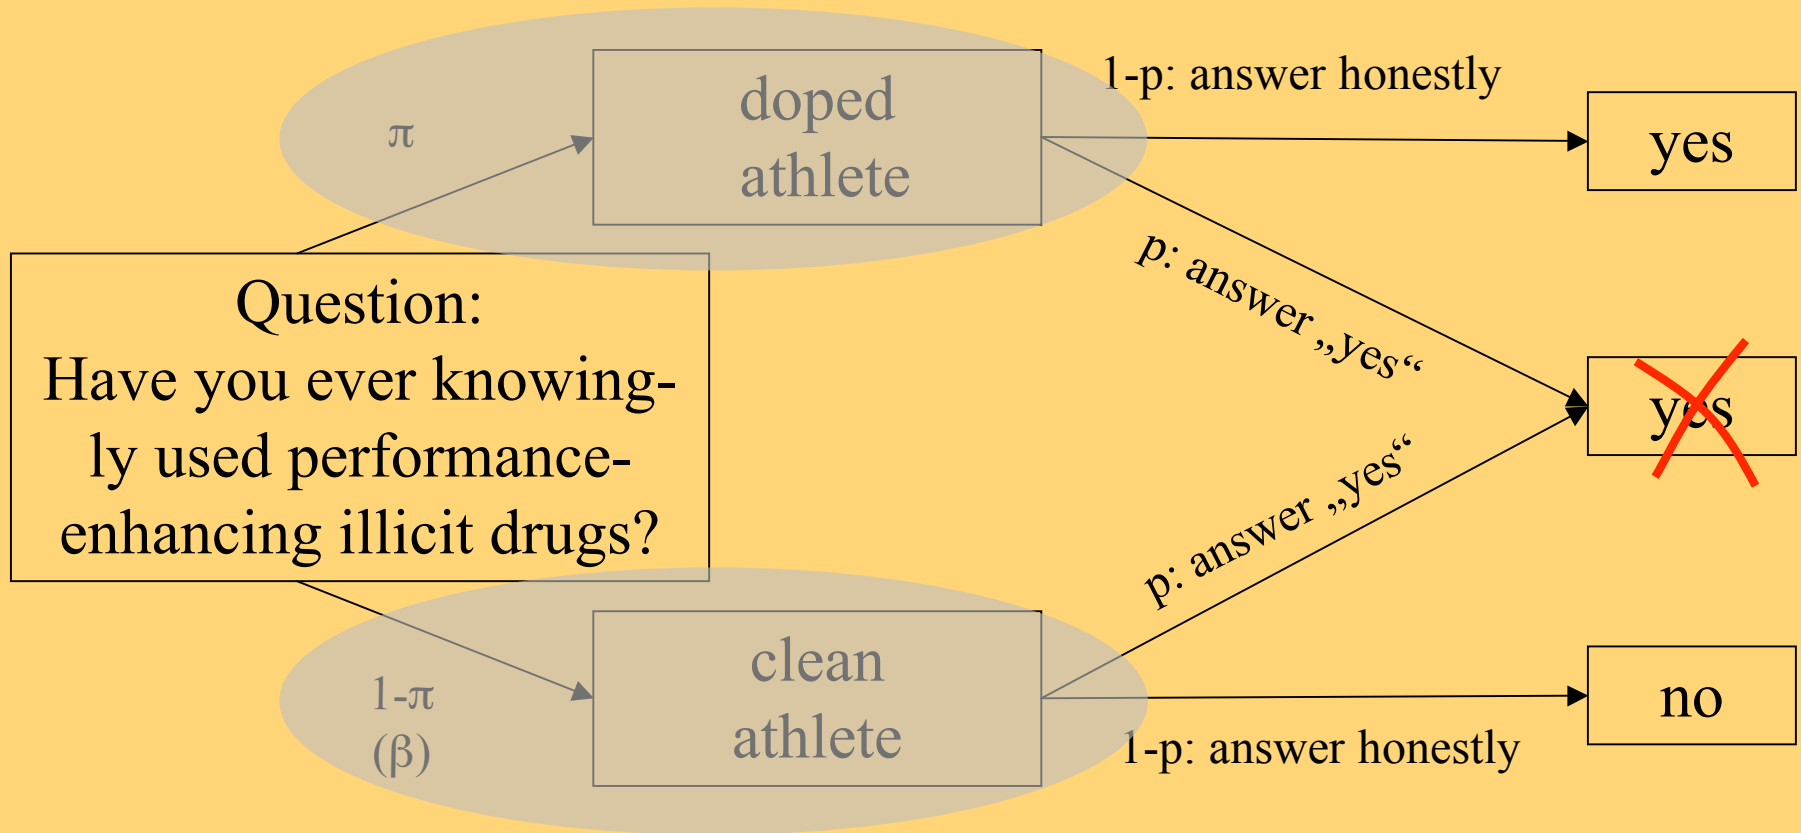 π
doped
athlete
1-p: answer honestly
yes
p: answer „yes“
Question:
Have you ever knowing-
ly used performance-
enhancing illicit drugs?
yes
p: answer „yes“
1-π
(β)
clean
athlete
no
1-p: answer honestly